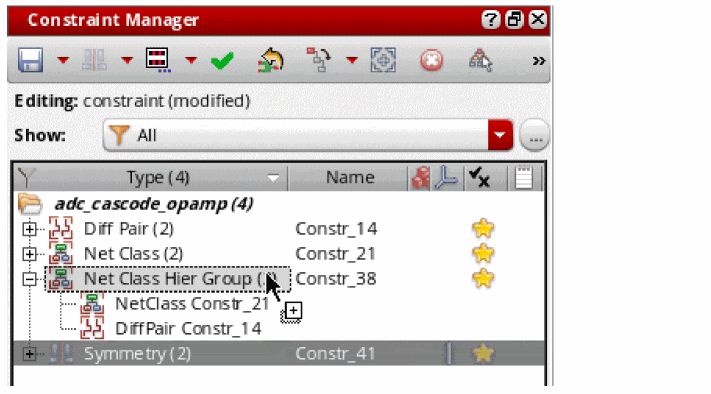 Constraint Manager
Editing: constraint (modified)
Show: All ...
Type (4) Name
adc_cascode_opamp (4)
Diff Pair (2) Constr_14
Net Class (2) Constr_21
Net Class Hier Group ( Constr_38
NetClass Constr_21
DiffPair Constr_14
Symmetry (2) Constr_41